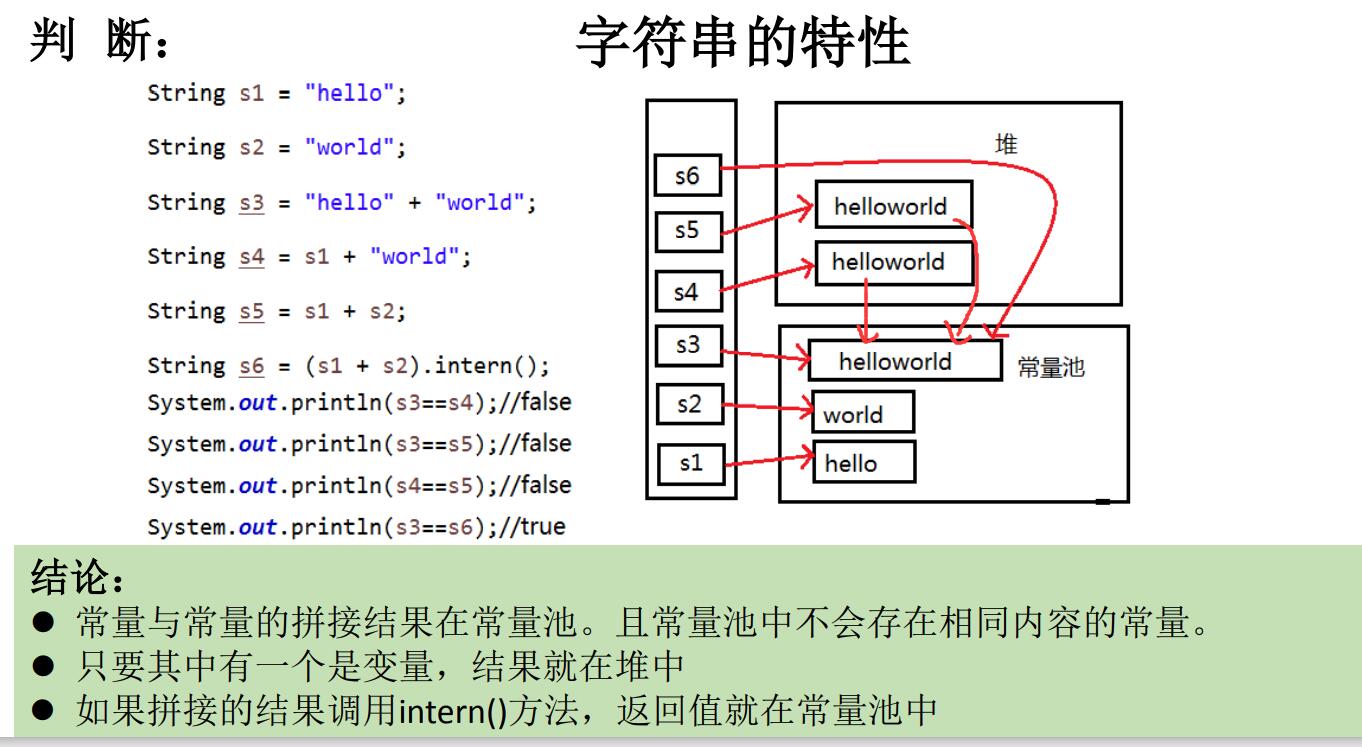 判 断：
字符串的特性
String s1 = "hello";
String s2 = "world";
String s3 = "hello" + "world";
String s4 = s1 + "world";
String s5 = s1 + s2;
String s6 = (s1 + s2).intern();
System.out.println(s3==s4);//false
System.out.println(s3==s5);//false
System.out.println(s4==s5);//false
System.out.println(s3==s6);//true
堆
s6
helloworld
s5
helloworld
s4
s3
helloworld
常量池
s2
world
s1
hello
结论：
● 常量与常量的拼接结果在常量池。且常量池中不会存在相同内容的常量。
● 只要其中有一个是变量，结果就在堆中
● 如果拼接的结果调用intern()方法，返回值就在常量池中